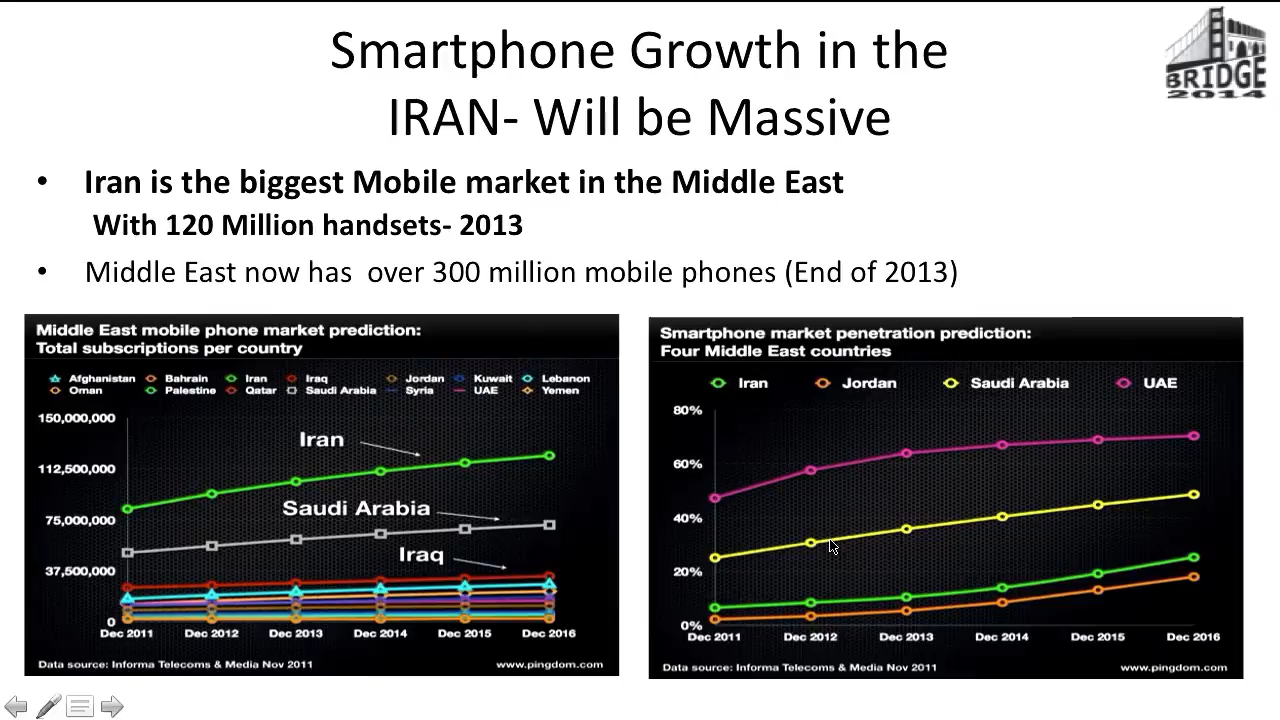 Smartphone Growth in the
IRAN- Will be Massive
BRIDGE
2014
• Iran is the biggest Mobile market in the Middle East
With 120 Million handsets- 2013
• Middle East now has over 300 million mobile phones (End of 2013)
Middle East mobile phone market prediction:
Total subscriptions per country
Afghanistan Bahrain Iran Iraq Jordan Kuwait Lebanon
Oman Palestine Qatar Saudi Arabia Syria UAE Yemen
150,000,000
112,500,000
75,000,000
37,500,000
0
Iran
Saudi Arabia
Iraq
Dec 2011 Dec 2012 Dec 2013 Dec 2014 Dec 2015 Dec 2016
Data source: Informa Telecoms & Media Nov 2011 www.pingdom.com
Smartphone market penetration prediction:
Four Middle East countries
Iran Jordan Saudi Arabia UAE
80%
60%
40%
20%
0%
Dec 2011 Dec 2012 Dec 2013 Dec 2014 Dec 2015 Dec 2016
Data source: Informa Telecoms & Media Nov 2011 www.pingdom.com